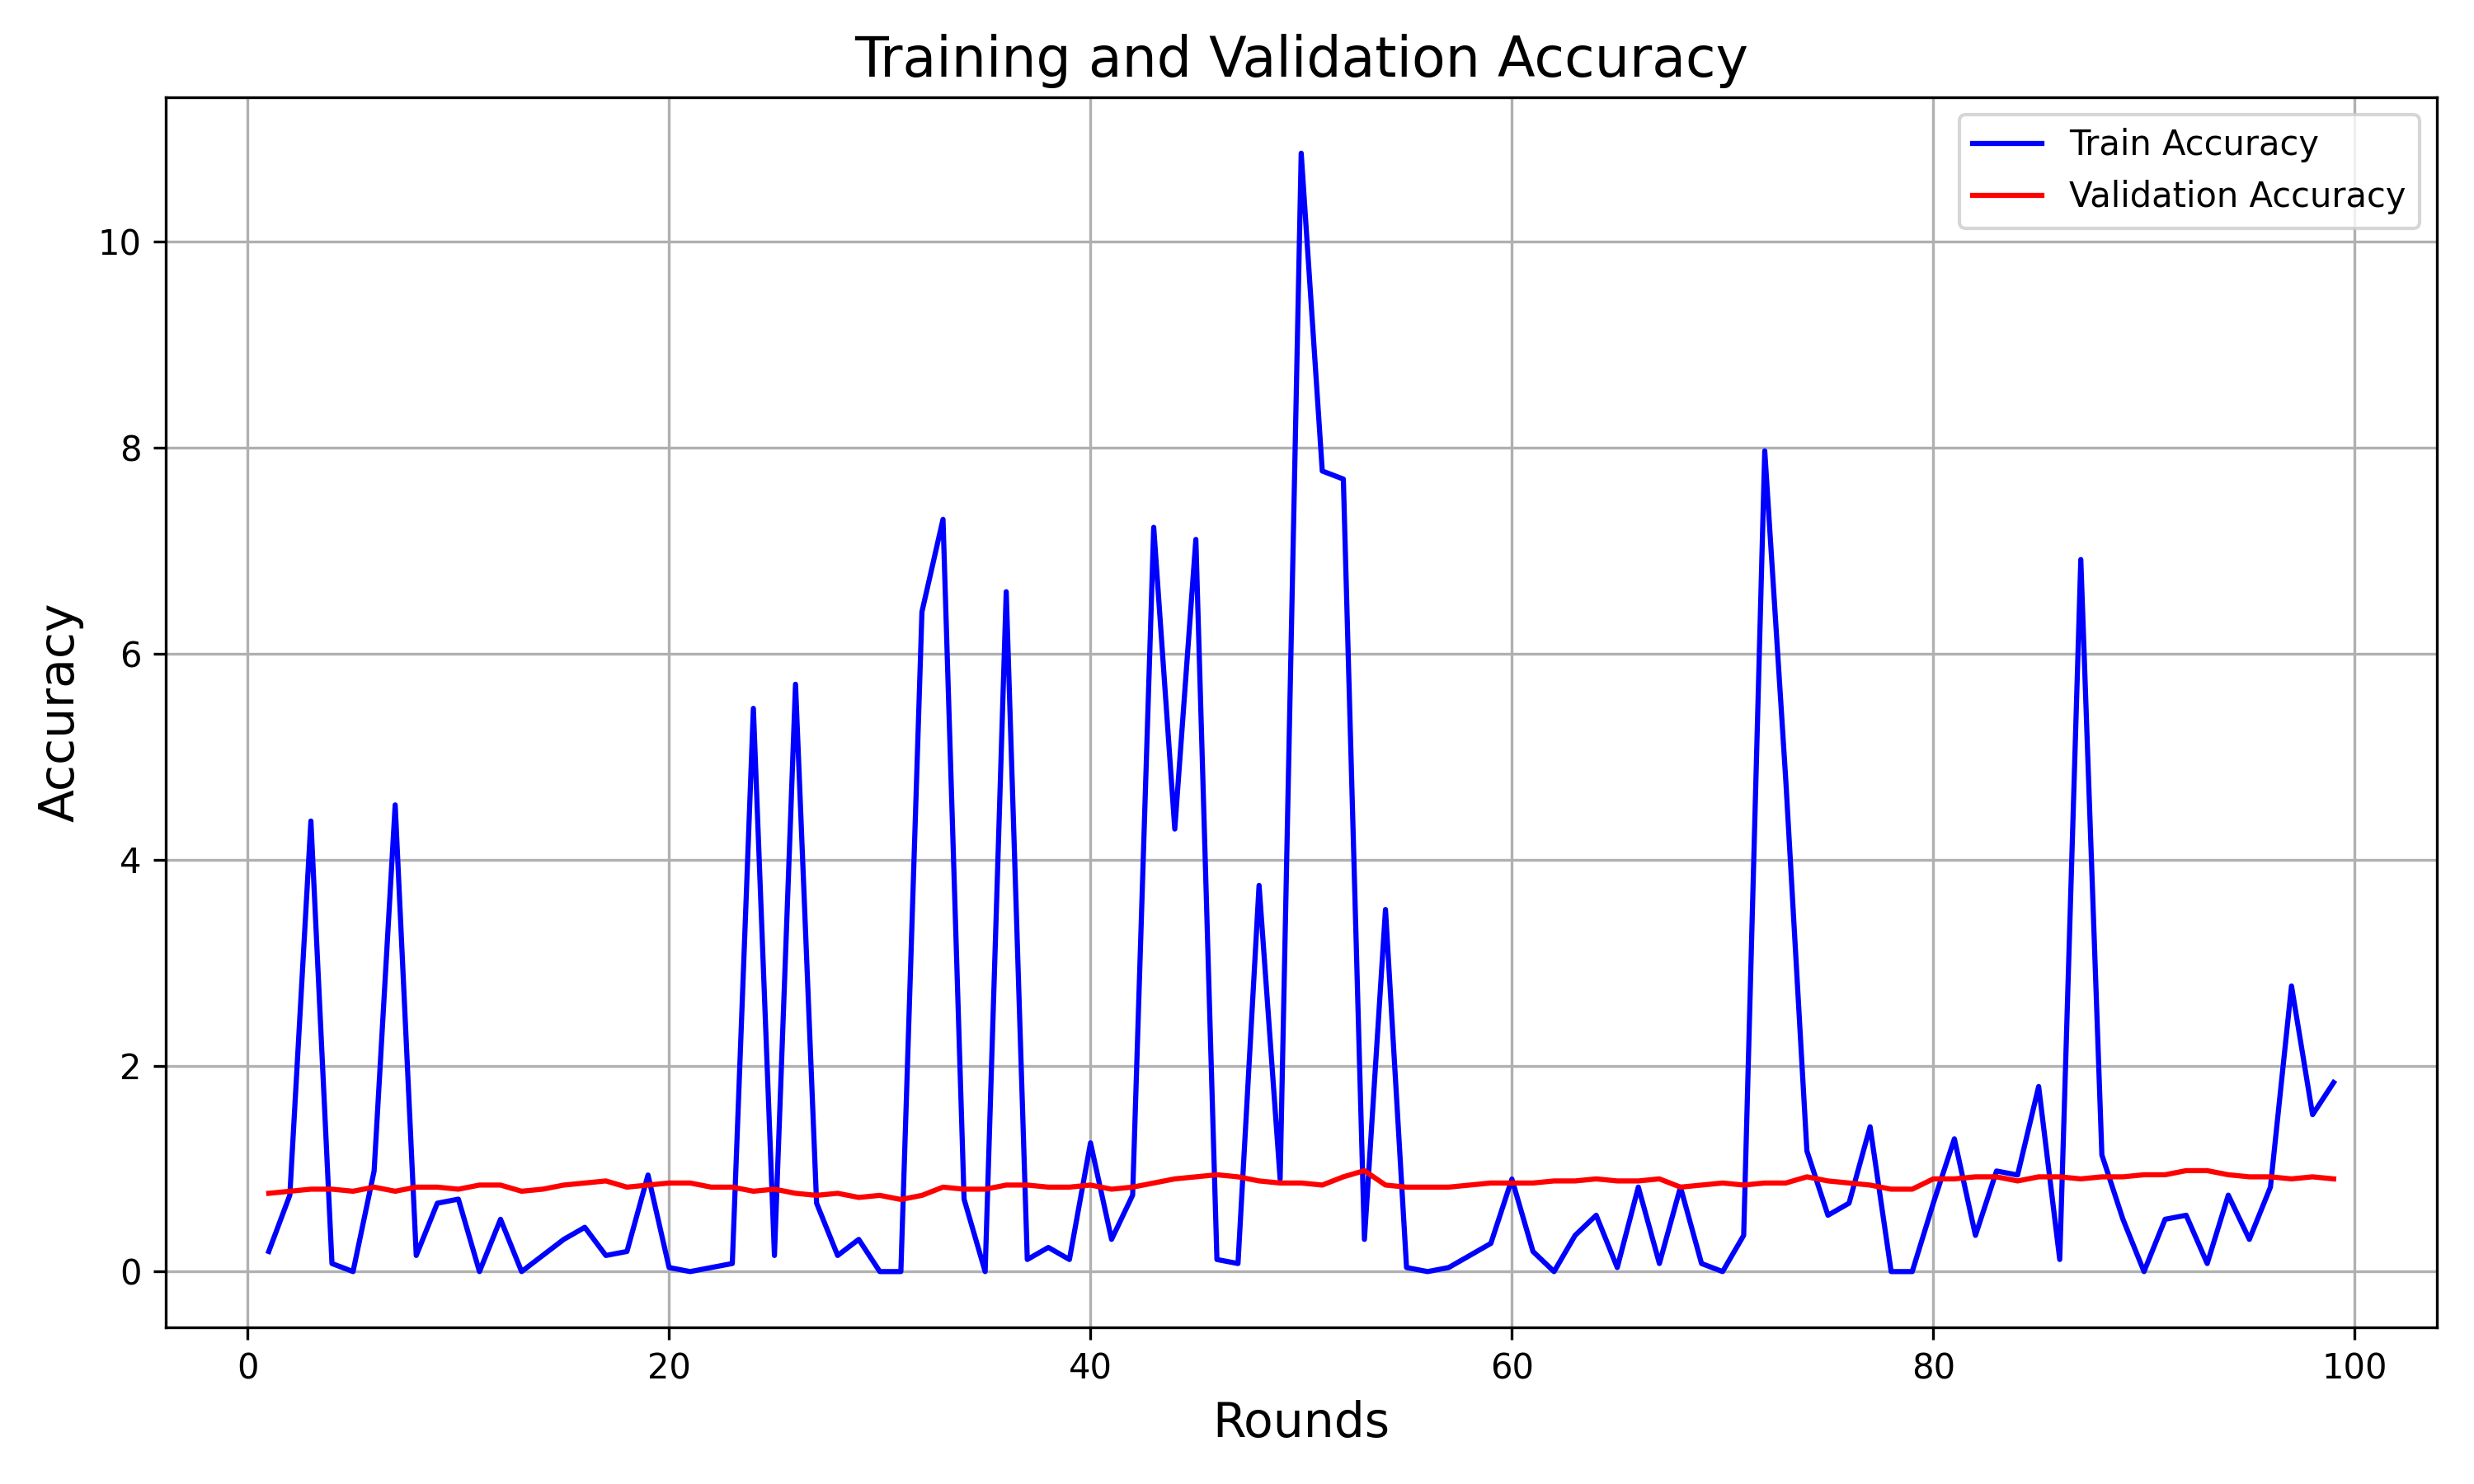 Training and Validation Accuracy
Train Accuracy
Validation Accuracy
10
8
6
4
2
0
Accuracy
0 20 40 60 80 100
Rounds